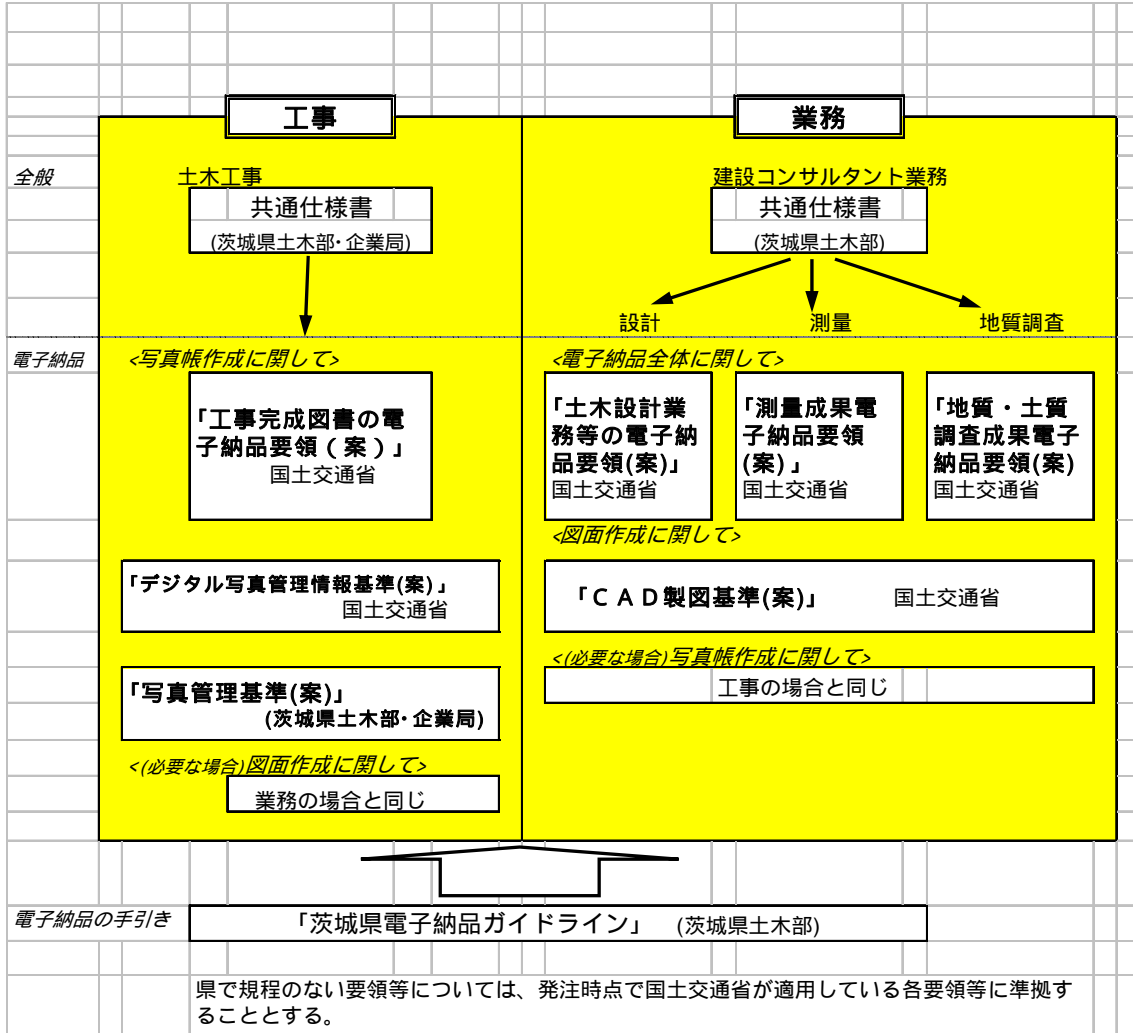 工事
業務
全般
土木工事
共通仕様書
(茨城県土木部・企業局)
建設コンサルタント業務
共通仕様書
(茨城県土木部)
設計
測量
地質調査
電子納品
<写真帳作成に関して>
「工事完成図書の電
子納品要領（案）」
国土交通省
「デジタル写真管理情報基準(案)」
国土交通省
「写真管理基準(案)」
(茨城県土木部・企業局)
<(必要な場合)図面作成に関して>
業務の場合と同じ
<電子納品全体に関して>
「土木設計業
務等の電子納
品要領(案)」
国土交通省
「測量成果電
子納品要領
(案)」
国土交通省
「地質・土質
調査成果電子
納品要領(案)
国土交通省
<図面作成に関して>
「ＣＡＤ製図基準(案)」 国土交通省
<(必要な場合)写真帳作成に関して>
工事の場合と同じ
電子納品の手引き
「茨城県電子納品ガイドライン」 (茨城県土木部)
県で規程のない要領等については、発注時点で国土交通省が適用している各要領等に準拠す
ることとする。